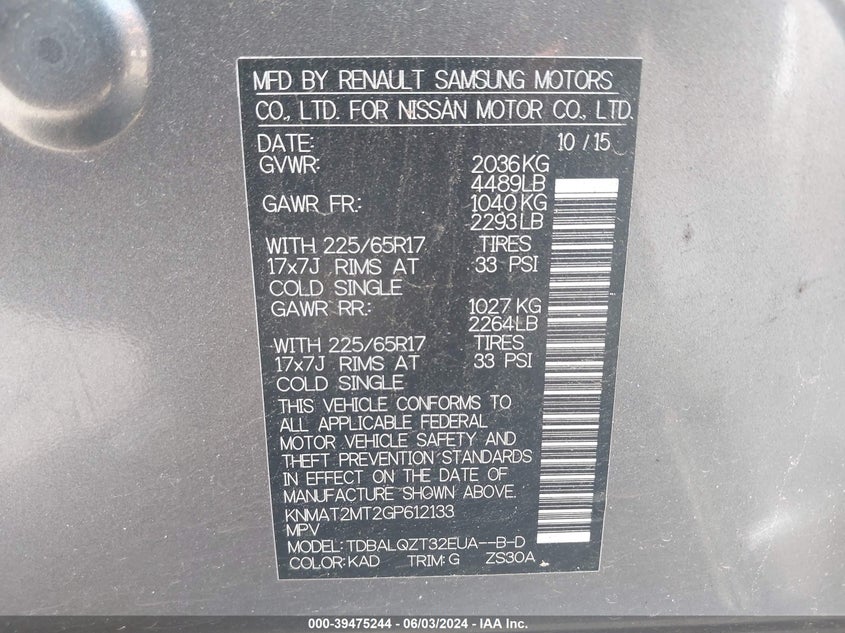 MFD BY RENAULT SAMSUNG MOTORS
CO., LTD. FOR NISSAN MOTOR CO., LTD.
DATE: 10 / 15
GVWR: 2036KG
4489LB
GAWR FR: 1040 KG
2293LB
WITH 225/65R17 TIRES
17x7J RIMS AT 33 PSI
COLD SINGLE
GAWR RR: 1027 KG
2264LB
WITH 225/65R17 TIRES
17x7J RIMS AT 33 PSI
COLD SINGLE
THIS VEHICLE CONFORMS TO
ALL APPLICABLE FEDERAL
MOTOR VEHICLE SAFETY AND
THEFT PREVENTION STANDARDS
IN EFFECT ON THE DATE OF
MANUFACTURE SHOWN ABOVE.
KNMAT2MT2GP612133
MPV
MODEL: TDBALQZT32EUA--B-D
COLOR: KAD TRIM: G ZS30A
000-39475244 - 06/03/2024 - IAA Inc.